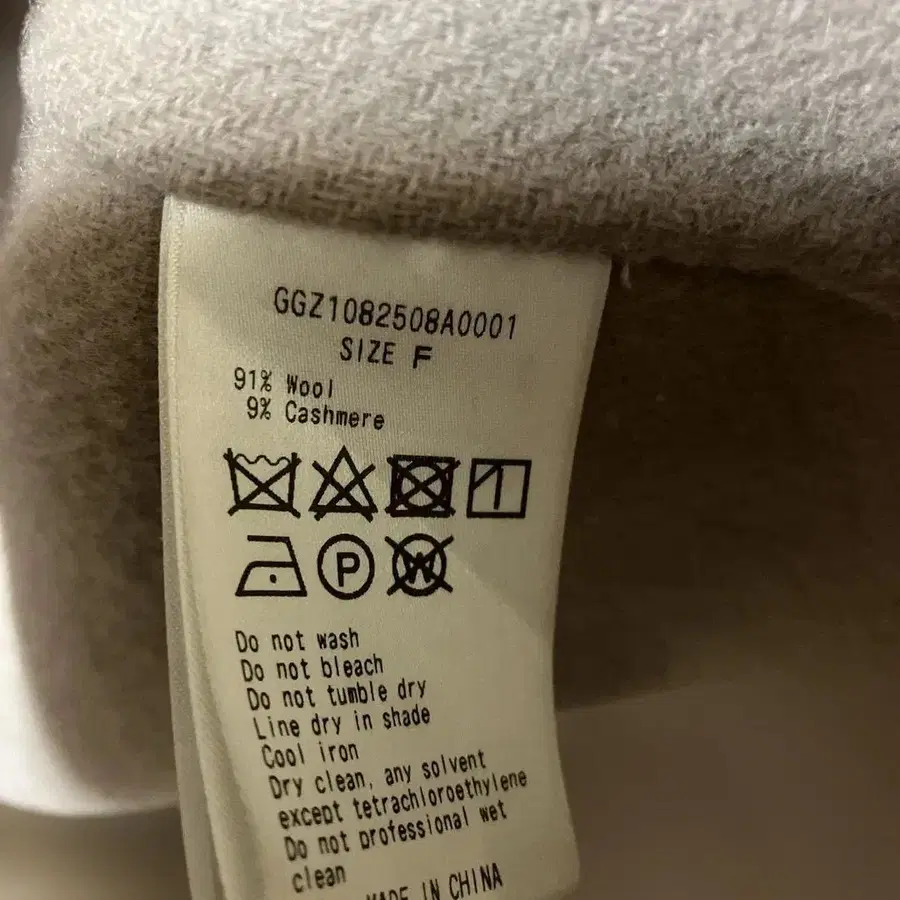 GGZ1082508A0001
SIZE F
91% Wool
9% Cashmere
P
W
Do not wash
Do not bleach
Do not tumble dry
Line dry in shade
Cool iron
Dry clean, any solvent
except tetrachloroethylene
Do not professional wet
clean
MADE IN CHINA